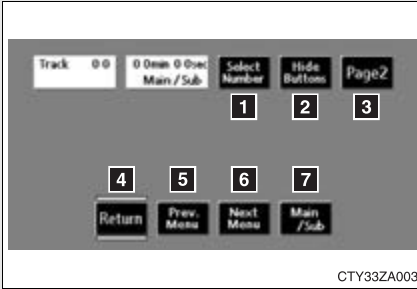 Track 0 0 0 0min 0 0sec Select Hide Page2
Main / Sub Number Buttons
1 2 3
4 5 6 7
Return Prev. Next Main
Menu Menu /Sub
CTY33ZA003